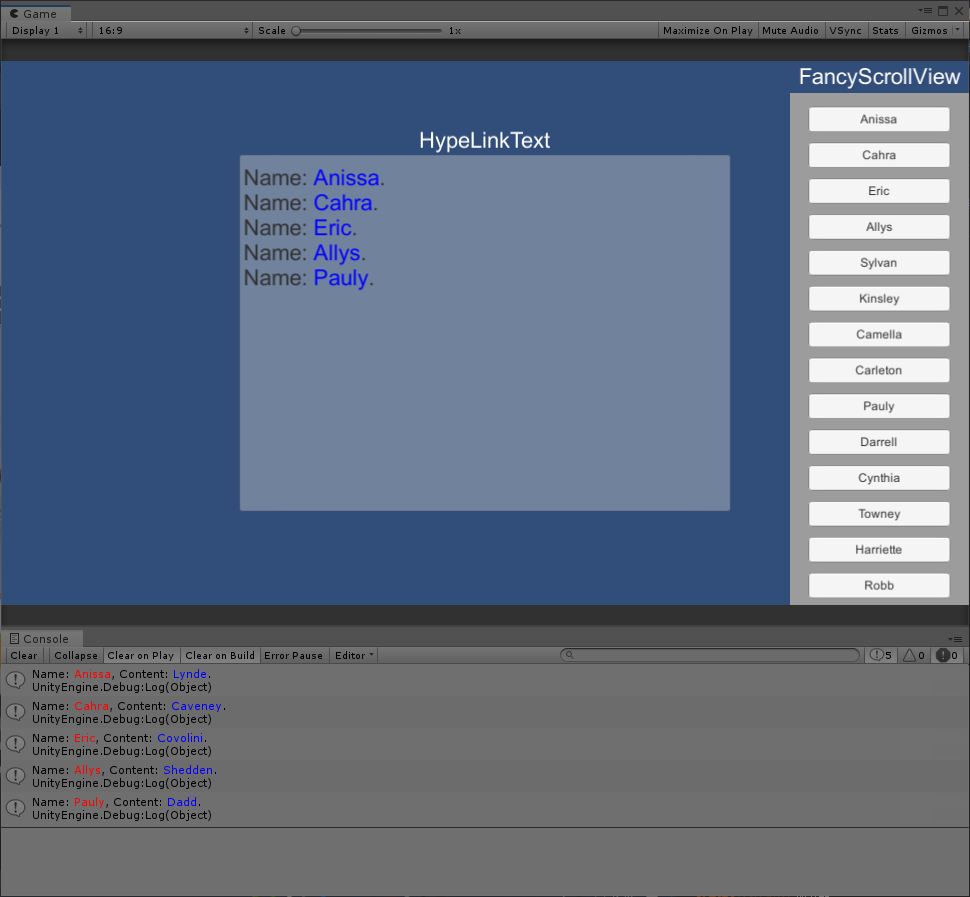 Game
Display 1 16:9 Scale 1x Maximize On Play Mute Audio VSync Stats Gizmos
FancyScrollView
HypeLinkText
Name: Anissa.
Name: Cahra.
Name: Eric.
Name: Allys.
Name: Pauly.
Anissa
Cahra
Eric
Allys
Sylvan
Kinsley
Camella
Carleton
Pauly
Darrell
Cynthia
Towney
Harriette
Robb
Console
Clear Collapse Clear on Play Clear on Build Error Pause Editor 5 0 0
Name: Anissa, Content: Lynde.
UnityEngine.Debug:Log(Object)
Name: Cahra, Content: Caveney.
UnityEngine.Debug:Log(Object)
Name: Eric, Content: Covolini.
UnityEngine.Debug:Log(Object)
Name: Allys, Content: Shedden.
UnityEngine.Debug:Log(Object)
Name: Pauly, Content: Dadd.
UnityEngine.Debug:Log(Object)